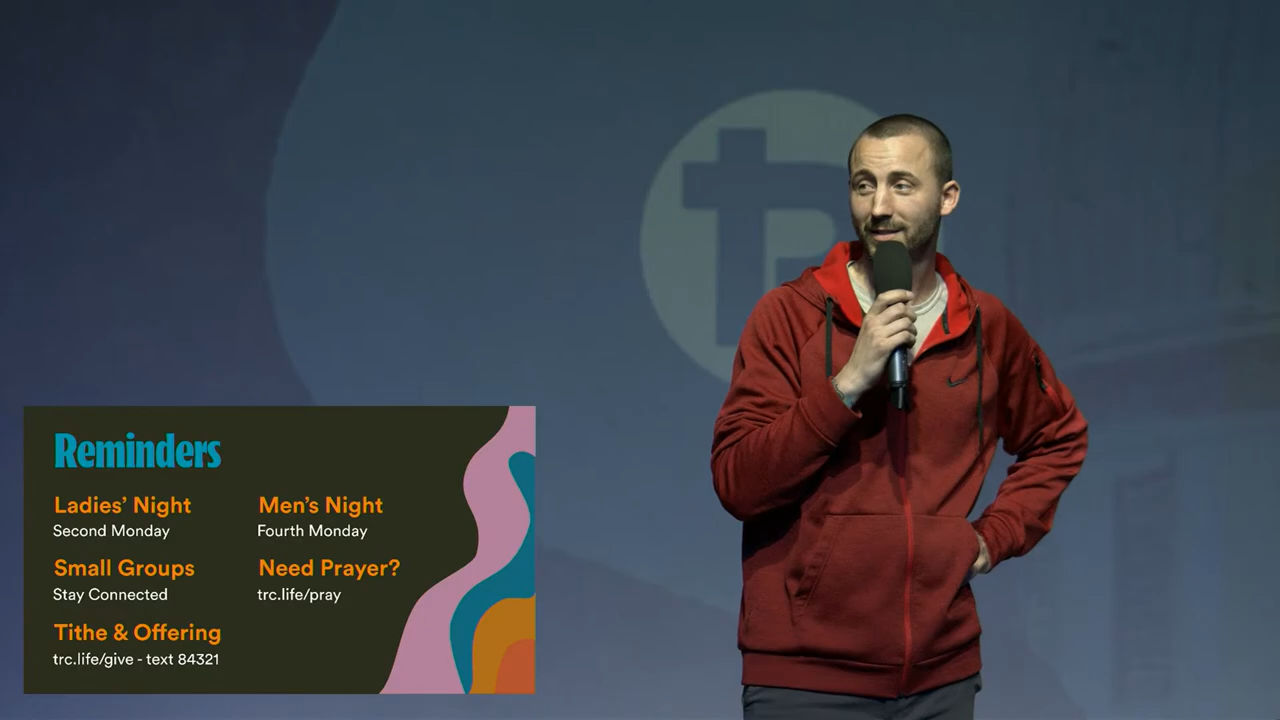 Reminders
Ladies' Night
Second Monday
Men's Night
Fourth Monday
Small Groups
Stay Connected
Need Prayer?
trc.life/pray
Tithe & Offering
trc.life/give - text 84321